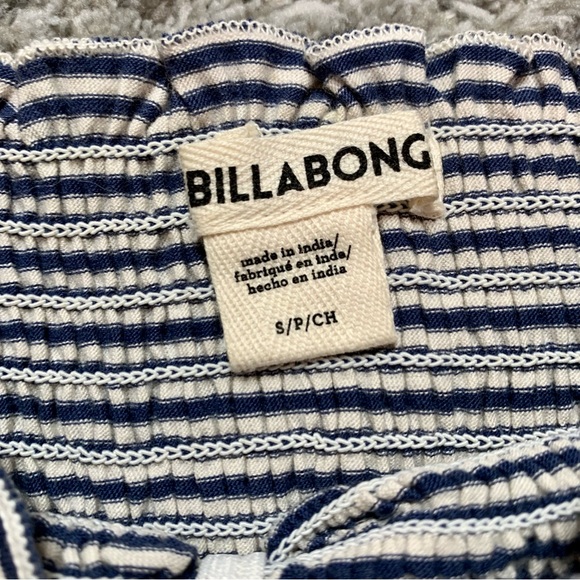 BILLABONG
made in india/
fabriqué en inde/
hecho en india
S/P/CH